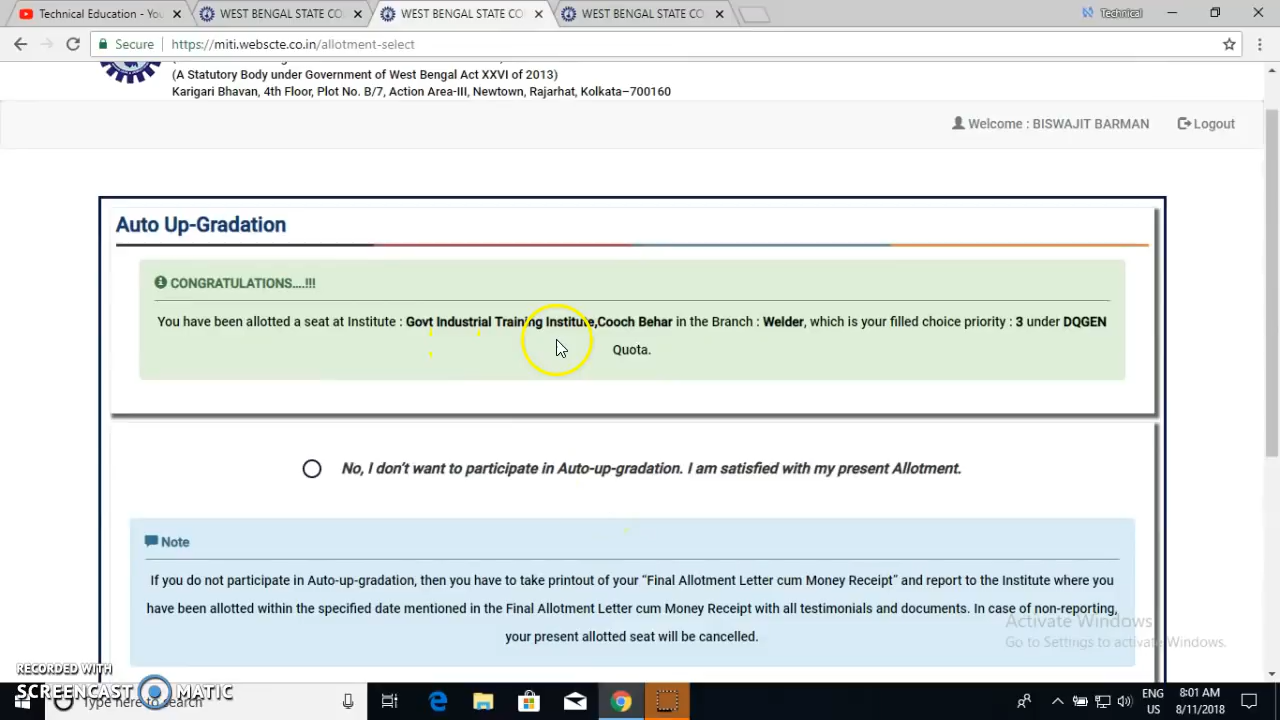 Technical Education - You
WEST BENGAL STATE CO
WEST BENGAL STATE CO
WEST BENGAL STATE CO
Technical
Secure
https://miti.webscte.co.in/allotment-select
(A Statutory Body under Government of West Bengal Act XXVI of 2013)
Karigari Bhavan, 4th Floor, Plot No. B/7, Action Area-III, Newtown, Rajarhat, Kolkata–700160
Welcome : BISWAJIT BARMAN
Logout
Auto Up-Gradation
CONGRATULATIONS....!!!
You have been allotted a seat at Institute : Govt Industrial Training Institute,Cooch Behar in the Branch : Welder, which is your filled choice priority : 3 under DQGEN
Quota.
No, I don't want to participate in Auto-up-gradation. I am satisfied with my present Allotment.
Note
If you do not participate in Auto-up-gradation, then you have to take printout of your “Final Allotment Letter cum Money Receipt” and report to the Institute where you
have been allotted within the specified date mentioned in the Final Allotment Letter cum Money Receipt with all testimonials and documents. In case of non-reporting,
your present allotted seat will be cancelled.
Activate Windows
Go to Settings to activate Windows.
RECORDED WITH
SCREENCAST MATIC
Type here to search
ENG
US
8:01 AM
8/11/2018